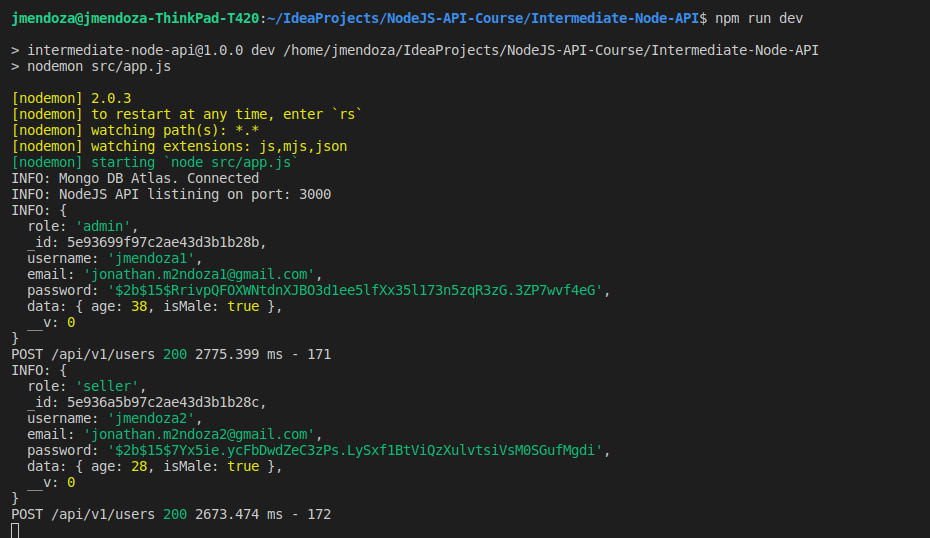 jmendoza@jmendoza-ThinkPad-T420:~/IdeaProjects/NodeJS-API-Course/Intermediate-Node-API$ npm run dev
> intermediate-node-api@1.0.0 dev /home/jmendoza/IdeaProjects/NodeJS-API-Course/Intermediate-Node-API
> nodemon src/app.js
[nodemon] 2.0.3
[nodemon] to restart at any time, enter `rs`
[nodemon] watching path(s): *.*
[nodemon] watching extensions: js,mjs,json
[nodemon] starting `node src/app.js`
INFO: Mongo DB Atlas. Connected
INFO: NodeJS API listining on port: 3000
INFO: {
  role: 'admin',
  _id: 5e93699f97c2ae43d3b1b28b,
  username: 'jmendoza1',
  email: 'jonathan.m2ndoza1@gmail.com',
  password: '$2b$15$RrivpQFOXWNtdnXJBO3d1ee5lfXx35l173n5zqR3zG.3ZP7wvf4eG',
  data: { age: 38, isMale: true },
  __v: 0
}
POST /api/v1/users 200 2775.399 ms - 171
INFO: {
  role: 'seller',
  _id: 5e936a5b97c2ae43d3b1b28c,
  username: 'jmendoza2',
  email: 'jonathan.m2ndoza2@gmail.com',
  password: '$2b$15$7Yx5ie.ycFbDwdZeC3zPs.LySxf1BtViQzXulvtsiVsM0SGufMgdi',
  data: { age: 28, isMale: true },
  __v: 0
}
POST /api/v1/users 200 2673.474 ms - 172